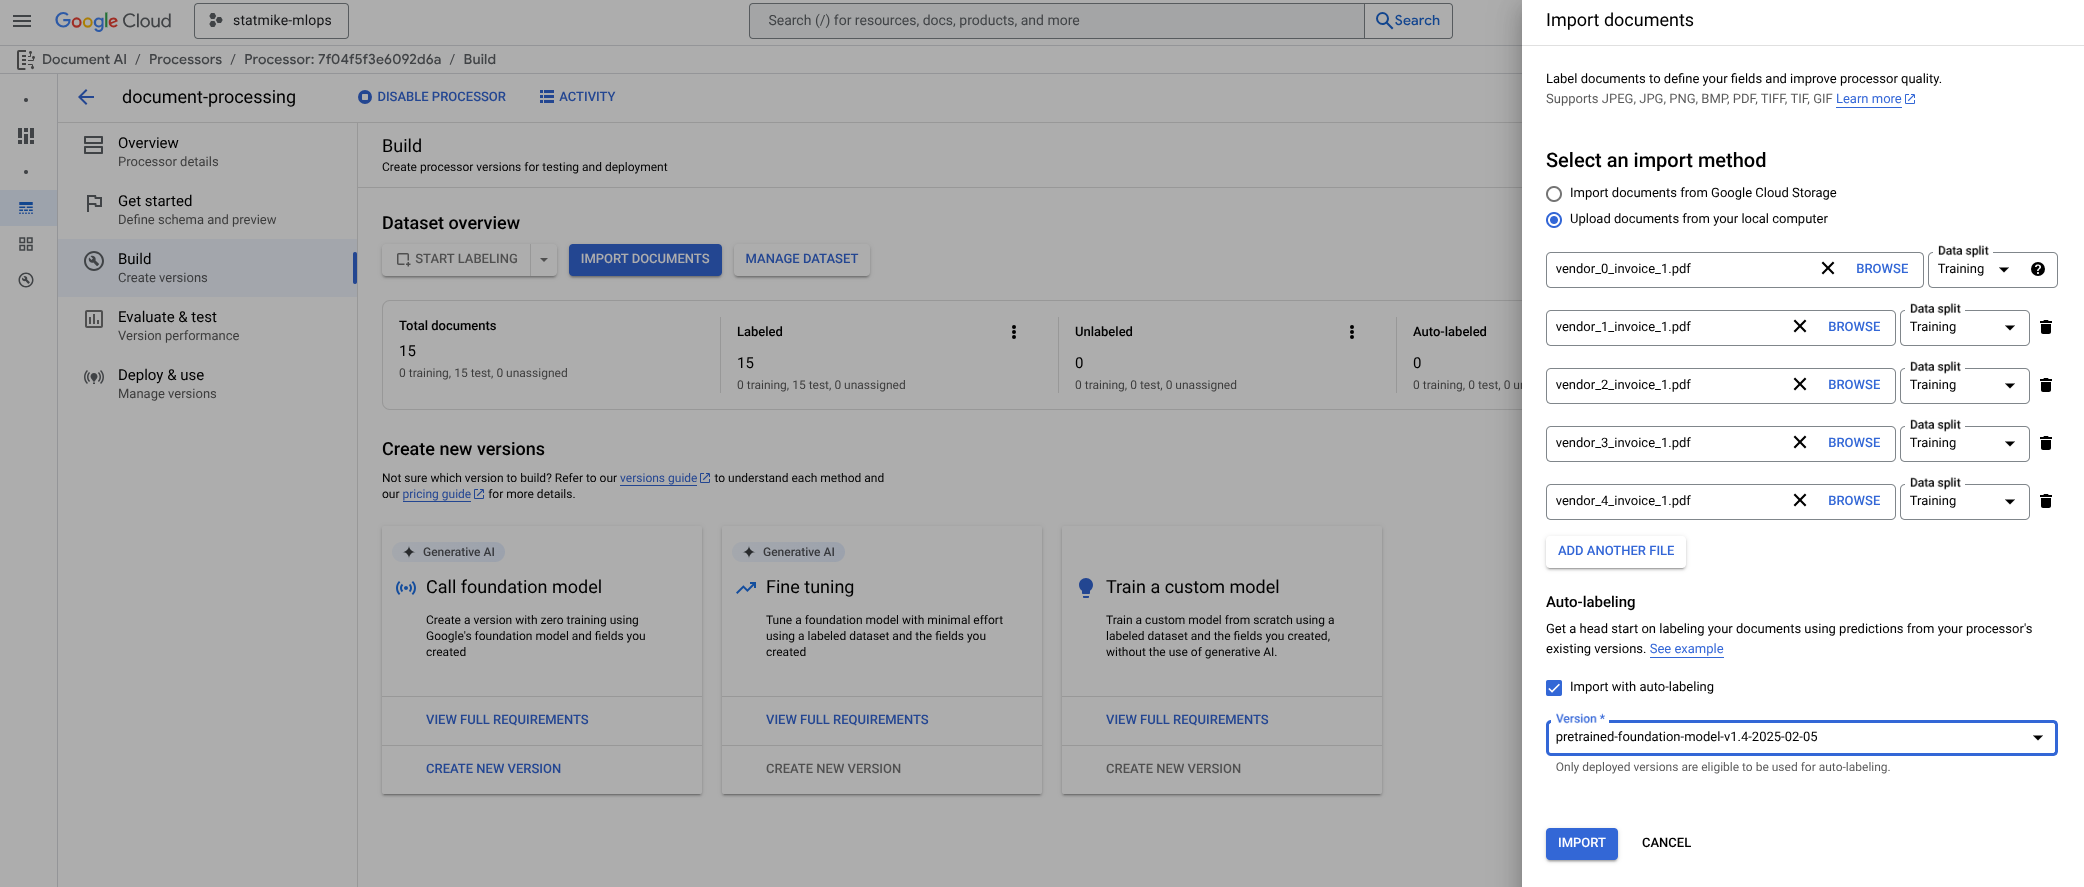 Google Cloud
statmike-mlops
Search (/) for resources, docs, products, and more
Search
Document AI / Processors / Processor: 7f04f5f3e6092d6a / Build
document-processing
DISABLE PROCESSOR
ACTIVITY
Overview
Processor details
Get started
Define schema and preview
Build
Create versions
Evaluate & test
Version performance
Deploy & use
Manage versions
Build
Create processor versions for testing and deployment
Dataset overview
START LABELING
IMPORT DOCUMENTS
MANAGE DATASET
Total documents
15
0 training, 15 test, 0 unassigned
Labeled
15
0 training, 15 test, 0 unassigned
Unlabeled
0
0 training, 0 test, 0 unassigned
Auto-labeled
0
0 training, 0 test, 0 u
Create new versions
Not sure which version to build? Refer to our versions guide to understand each method and
our pricing guide for more details.
Generative AI
Call foundation model
Create a version with zero training using
Google's foundation model and fields you
created
VIEW FULL REQUIREMENTS
CREATE NEW VERSION
Generative AI
Fine tuning
Tune a foundation model with minimal effort
using a labeled dataset and the fields you
created
VIEW FULL REQUIREMENTS
CREATE NEW VERSION
Train a custom model
Train a custom model from scratch using a
labeled dataset and the fields you created,
without the use of generative AI.
VIEW FULL REQUIREMENTS
CREATE NEW VERSION
Import documents
Label documents to define your fields and improve processor quality.
Supports JPEG, JPG, PNG, BMP, PDF, TIFF, TIF, GIF Learn more
Select an import method
Import documents from Google Cloud Storage
Upload documents from your local computer
Data split
vendor_0_invoice_1.pdf BROWSE Training
Data split
vendor_1_invoice_1.pdf BROWSE Training
Data split
vendor_2_invoice_1.pdf BROWSE Training
Data split
vendor_3_invoice_1.pdf BROWSE Training
Data split
vendor_4_invoice_1.pdf BROWSE Training
ADD ANOTHER FILE
Auto-labeling
Get a head start on labeling your documents using predictions from your processor's
existing versions. See example
Import with auto-labeling
Version *
pretrained-foundation-model-v1.4-2025-02-05
Only deployed versions are eligible to be used for auto-labeling.
IMPORT
CANCEL